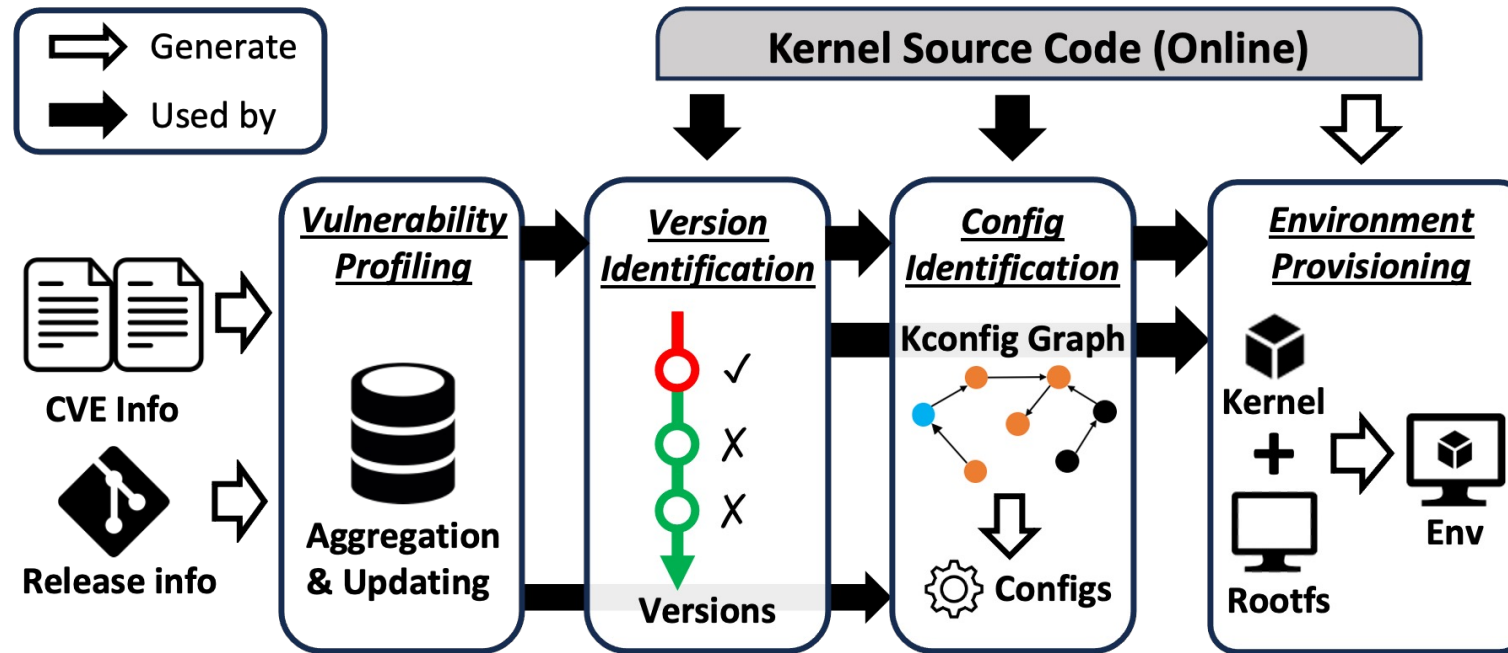 Generate
Used by
Kernel Source Code (Online)
Vulnerability
Profiling
Version
Identification
Config
Identification
Environment
Provisioning
CVE Info
Release info
Aggregation
& Updating
✓
✗
✗
Versions
Kconfig Graph
Configs
Kernel
+
Rootfs
Env